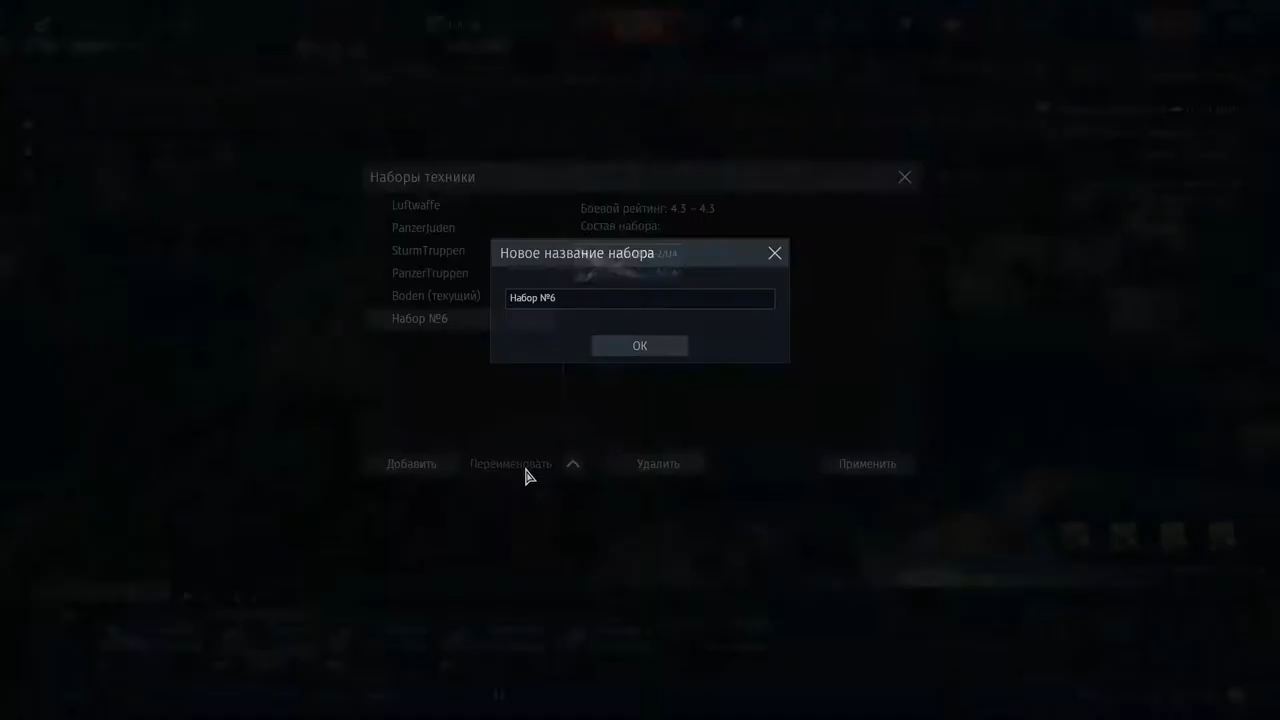 Наборы техники
Luftwaffe
PanzerJuden
SturmTruppen
PanzerTruppen
Boden (текущий)
Набор №6
Боевой рейтинг: 4.3 – 4.3
Состав набора:
Новое название набора
Набор №6
ОК
Добавить
Переименовать
Удалить
Применить